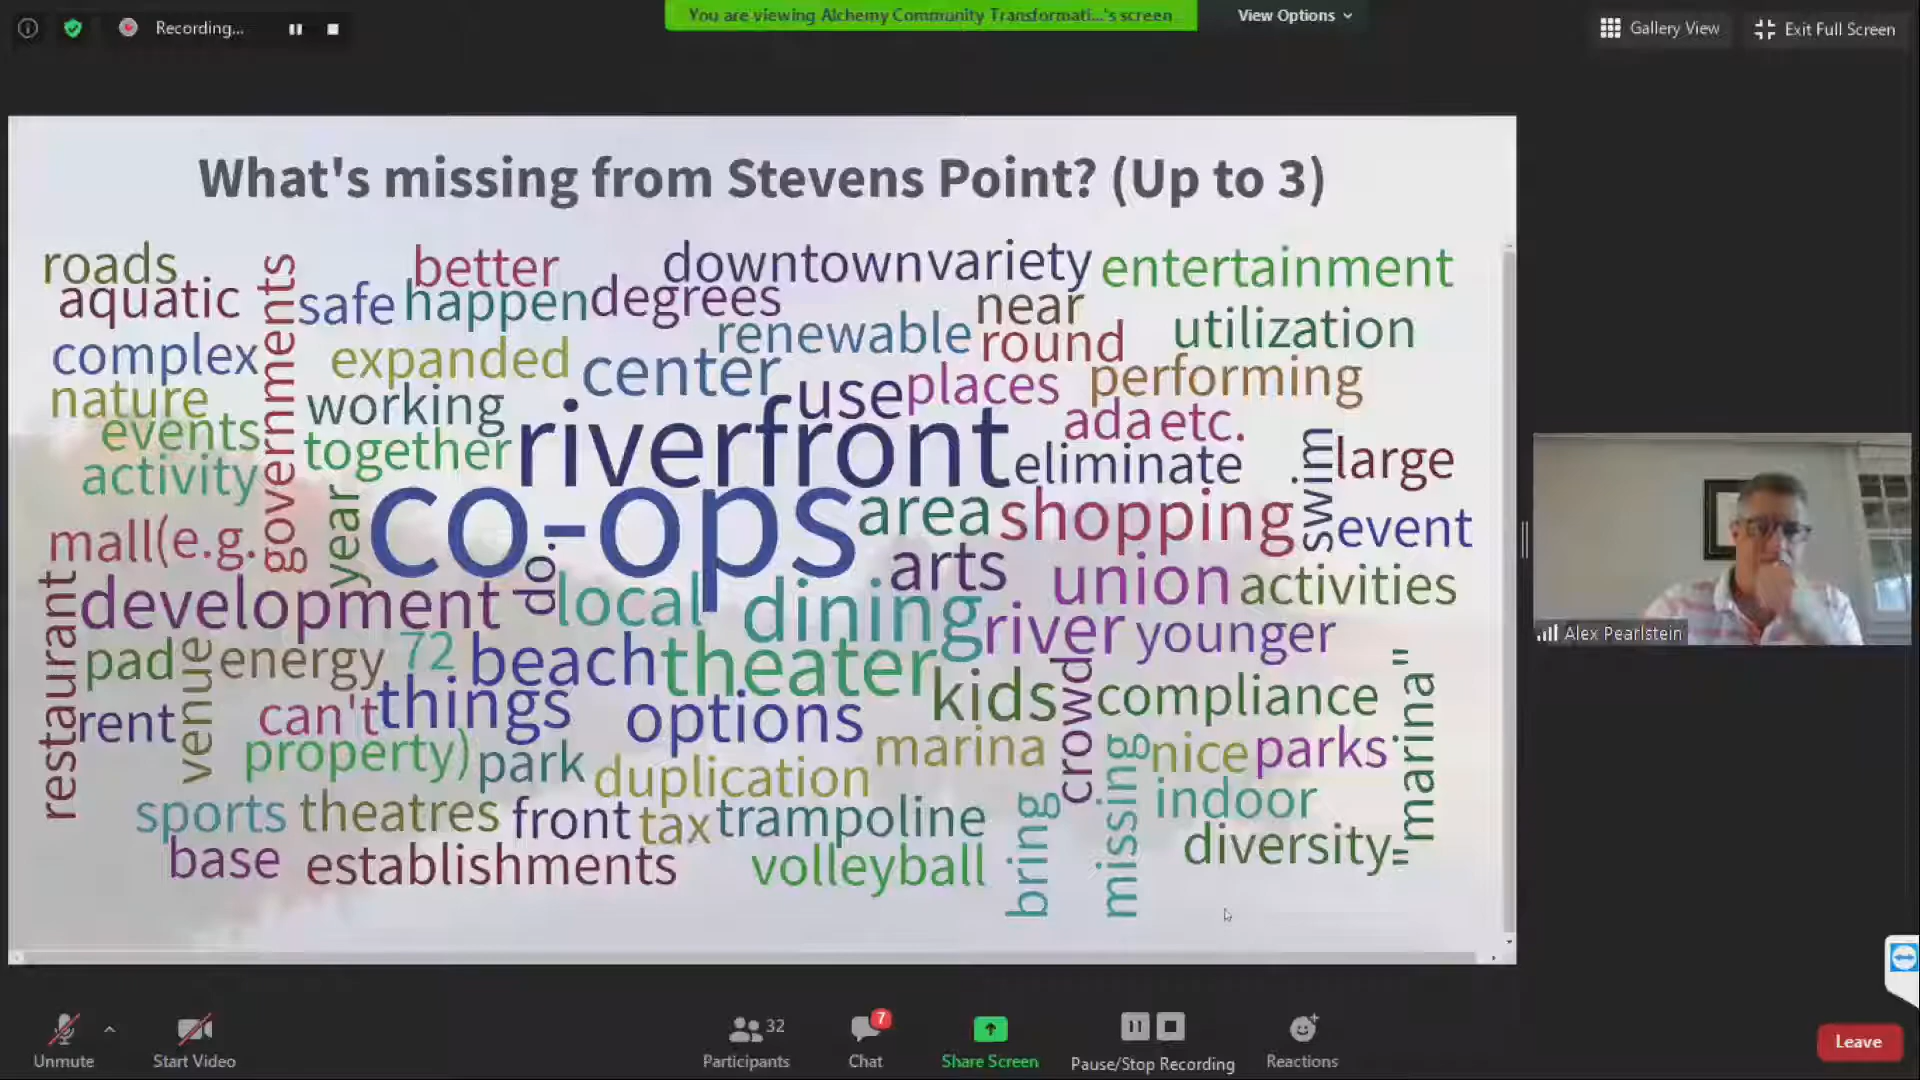 Recording...
You are viewing Alchemy Community Transformati...'s screen
View Options
Gallery View
Exit Full Screen
What's missing from Stevens Point? (Up to 3)
roads
better
downtown
variety
entertainment
aquatic
governments
safe
happen
degrees
near
utilization
complex
expanded
center
renewable
round
performing
nature
working
use
places
events
together
riverfront
ada
etc.
activity
eliminate
swim
large
mall(e.g.
year
co-ops
area
shopping
event
restaurant
development
do.
local
dining
arts
union
activities
pad
venue
energy
72
beach
theater
river
younger
rent
can't
things
options
kids
crowd
compliance
"marina"
property)
park
duplication
marina
missing
nice
parks
sports
theatres
front
tax
trampoline
bring
indoor
base
establishments
volleyball
diversity
Alex Pearlstein
Unmute
Start Video
32
Participants
7
Chat
Share Screen
Pause/Stop Recording
Reactions
Leave